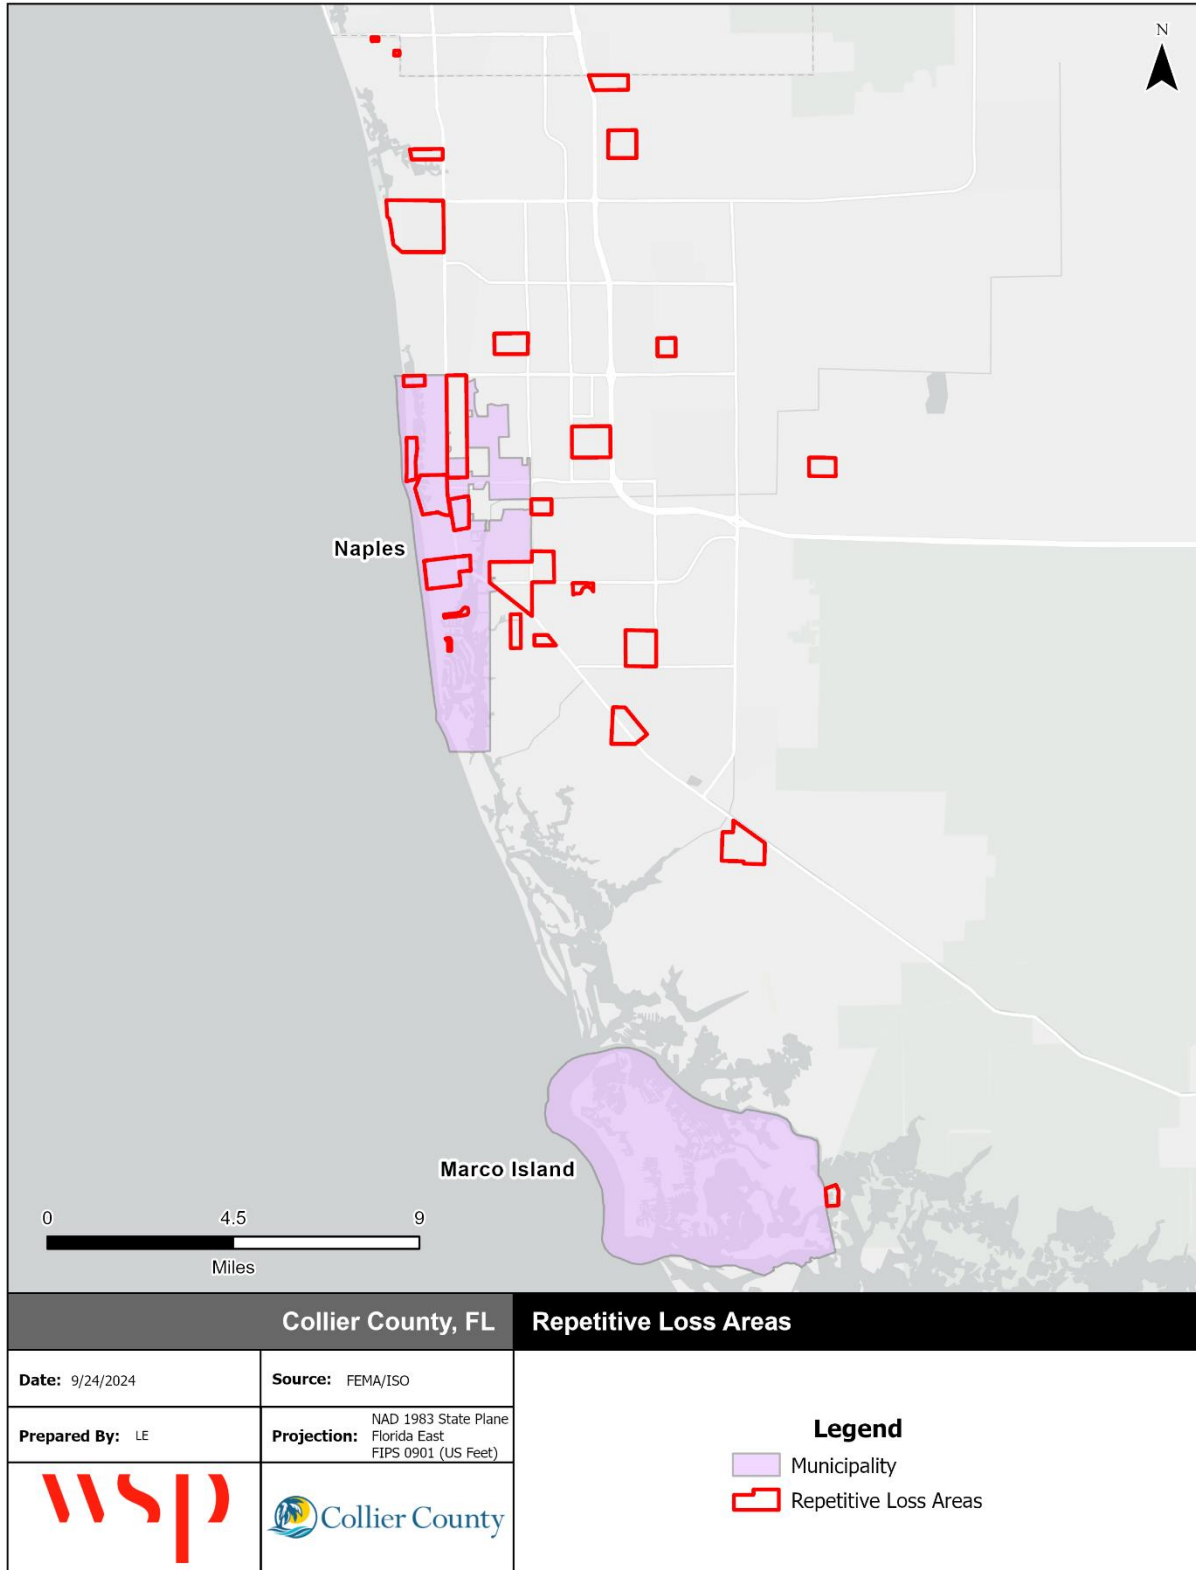 N
Naples
Marco Island
0 4.5 9
Miles
Collier County, FL Repetitive Loss Areas
Date: 9/24/2024
Source: FEMA/ISO
Prepared By: LE
Projection: NAD 1983 State Plane
Florida East
FIPS 0901 (US Feet)
wsp
Collier County
Legend
Municipality
Repetitive Loss Areas